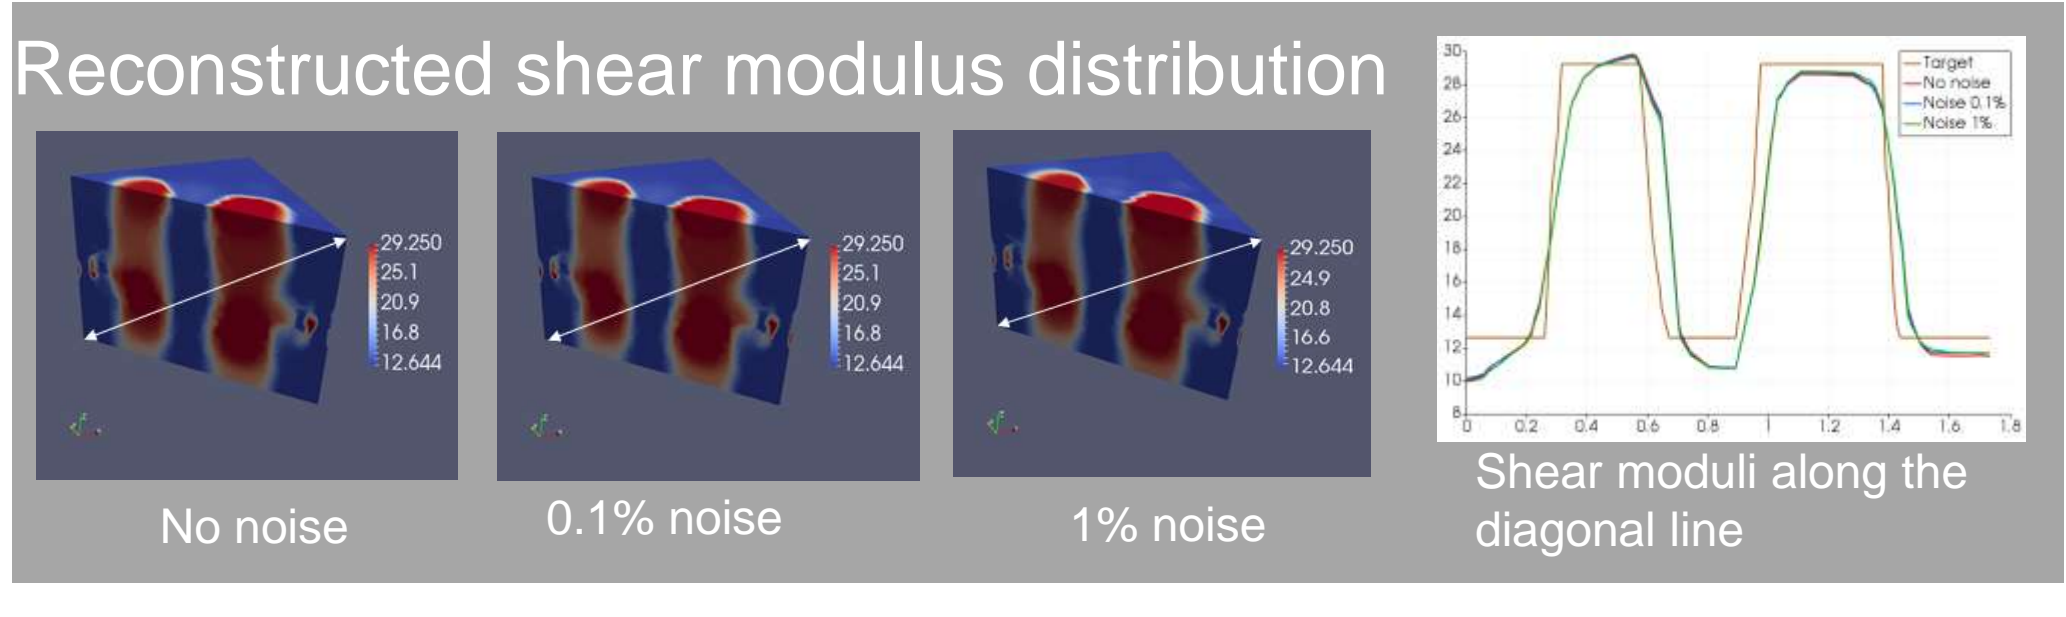 Reconstructed shear modulus distribution
29.250
25.1
20.9
16.8
12.644
No noise
29.250
25.1
20.9
16.8
12.644
0.1% noise
29.250
24.9
20.8
16.6
12.644
1% noise
30
28
26
24
22
20
18
16
14
12
10
8
0 0.2 0.4 0.6 0.8 1 1.2 1.4 1.6 1.8
Target
No noise
Noise 0.1%
Noise 1%
Shear moduli along the
diagonal line